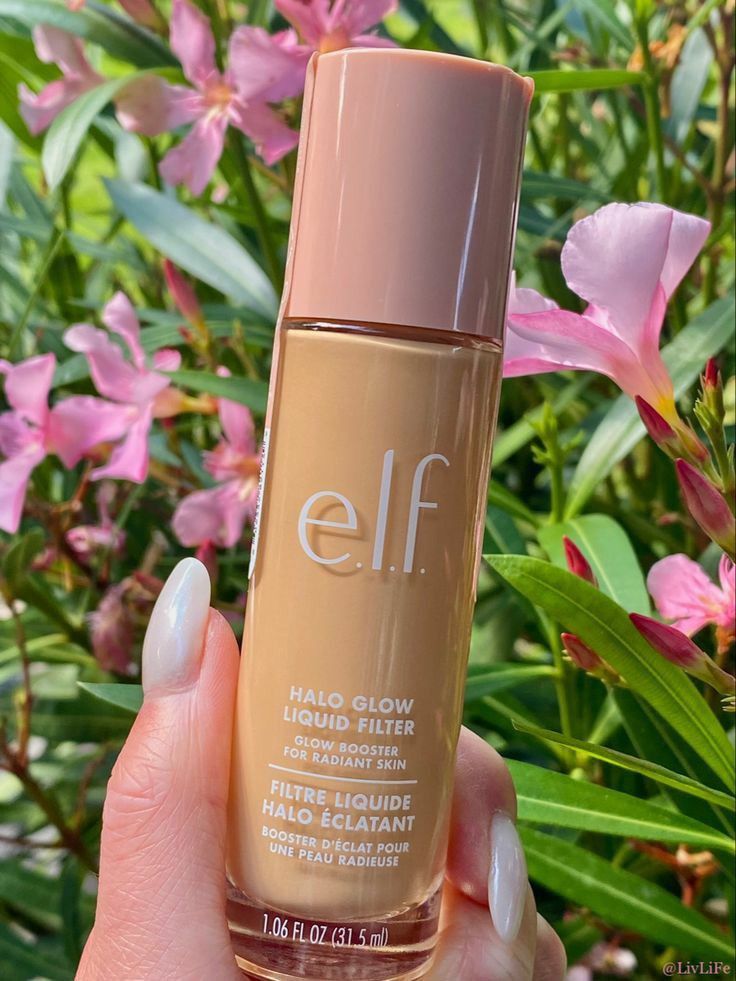 e.l.f.
HALO GLOW
LIQUID FILTER
GLOW BOOSTER
FOR RADIANT SKIN
FILTRE LIQUIDE
HALO ÉCLATANT
BOOSTER D'ÉCLAT POUR
UNE PEAU RADIEUSE
1.06 FL OZ (31.5 ml)
@LivLiFe